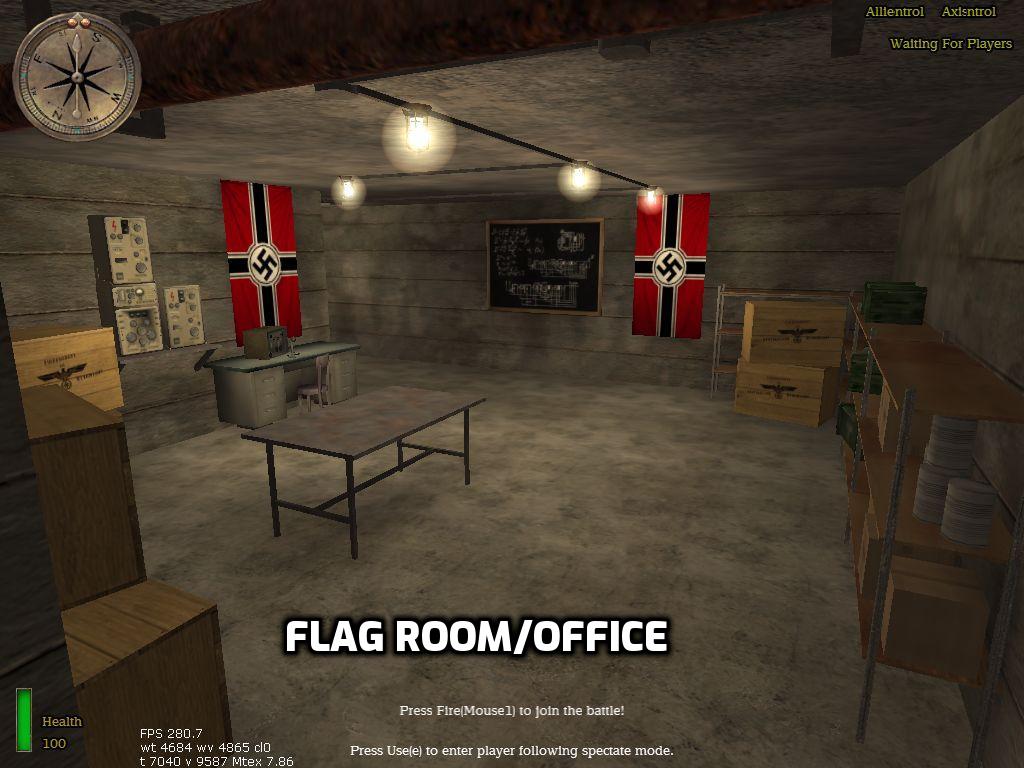 Allientrol Axisntrol
Waiting For Players
S
W
N
E
FLAG ROOM/OFFICE
Press Fire(Mouse1) to join the battle!
Health
100
FPS 280.7
wt 4684 wv 4865 cl0
t 7040 v 9587 Mtex 7.86
Press Use(e) to enter player following spectate mode.